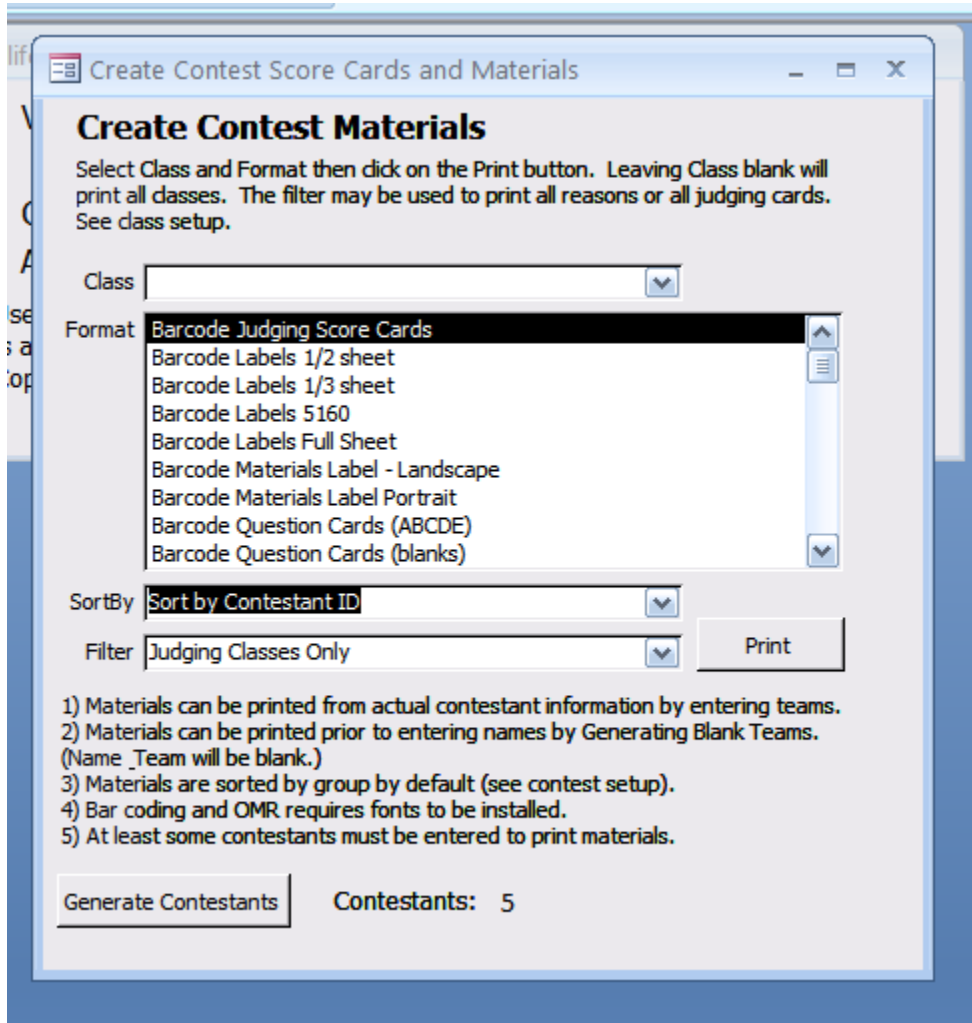 Create Contest Score Cards and Materials
Create Contest Materials
Select Class and Format then click on the Print button. Leaving Class blank will
print all classes. The filter may be used to print all reasons or all judging cards.
See class setup.
Class
Format
Barcode Judging Score Cards
Barcode Labels 1/2 sheet
Barcode Labels 1/3 sheet
Barcode Labels 5160
Barcode Labels Full Sheet
Barcode Materials Label - Landscape
Barcode Materials Label Portrait
Barcode Question Cards (ABCDE)
Barcode Question Cards (blanks)
SortBy Sort by Contestant ID
Filter Judging Classes Only
Print
1) Materials can be printed from actual contestant information by entering teams.
2) Materials can be printed prior to entering names by Generating Blank Teams.
(Name _Team will be blank.)
3) Materials are sorted by group by default (see contest setup).
4) Bar coding and OMR requires fonts to be installed.
5) At least some contestants must be entered to print materials.
Generate Contestants Contestants: 5